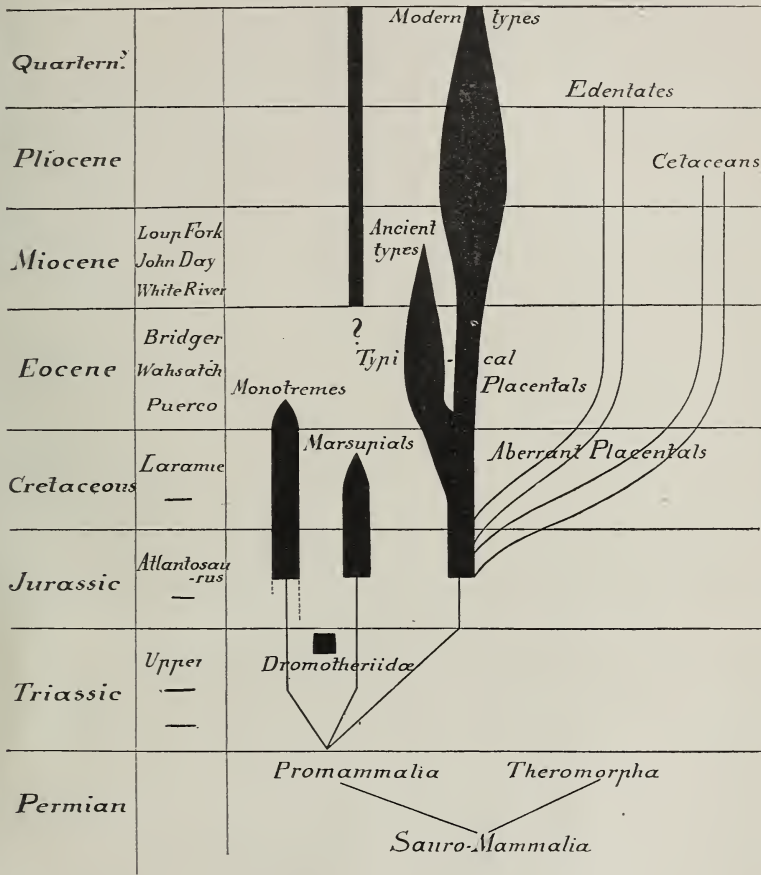 Modern types
Quartern.y
Edentates
Pliocene
Cetaceans
Miocene
Loup Fork
John Day
White River
Ancient
types
?
Eocene
Bridger
Wahsatch
Puerco
Typi-cal
Placentals
Monotremes
Marsupials
Aberrant Placentals
Cretaceous
Laramie
Jurassic
Atlantosau
-rus
Triassic
Upper
Dromotheriidæ
Permian
Promammalia
Theromorpha
Sauro-Mammalia